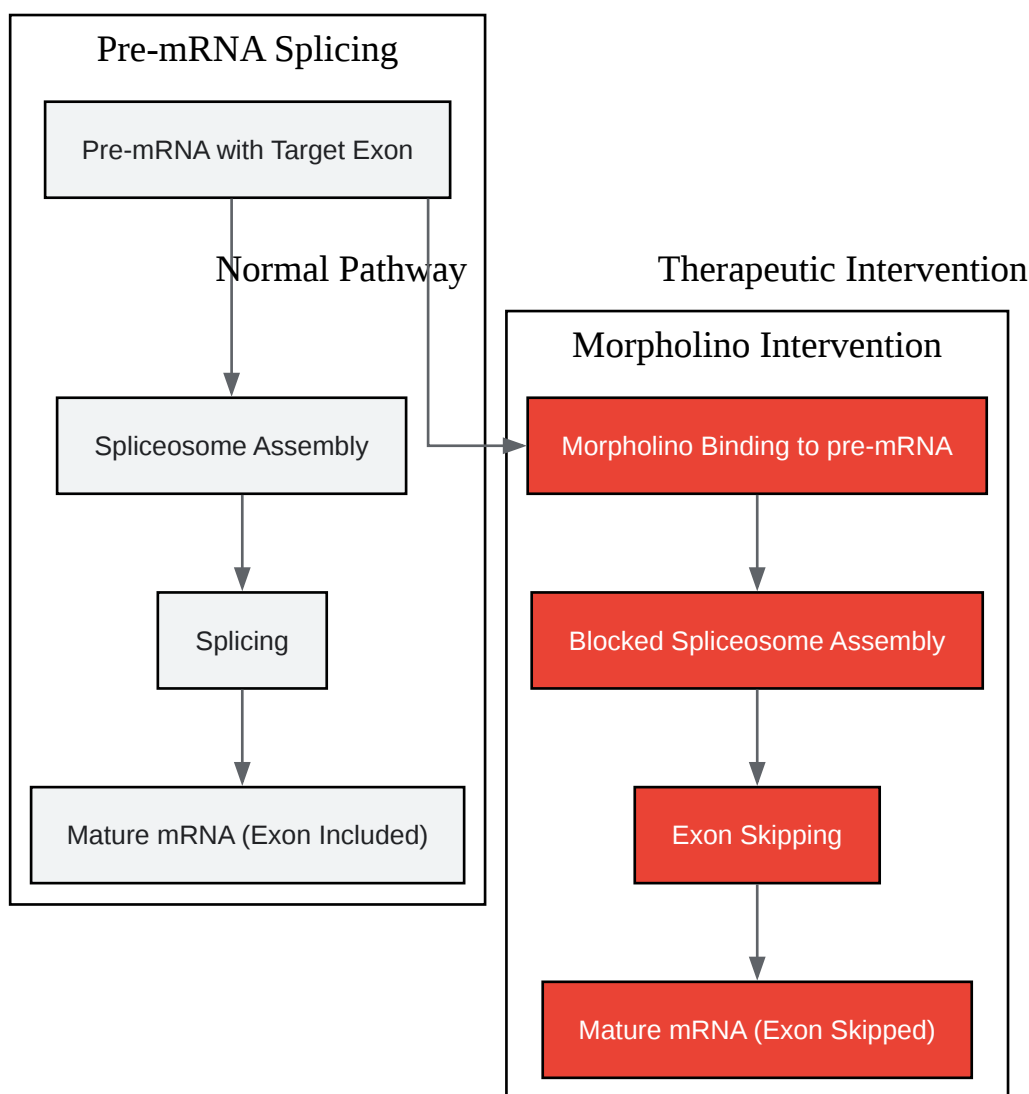 Pre-mRNA Splicing
Pre-mRNA with Target Exon
Normal Pathway
Spliceosome Assembly
Splicing
Mature mRNA (Exon Included)
Therapeutic Intervention
Morpholino Intervention
Morpholino Binding to pre-mRNA
Blocked Spliceosome Assembly
Exon Skipping
Mature mRNA (Exon Skipped)